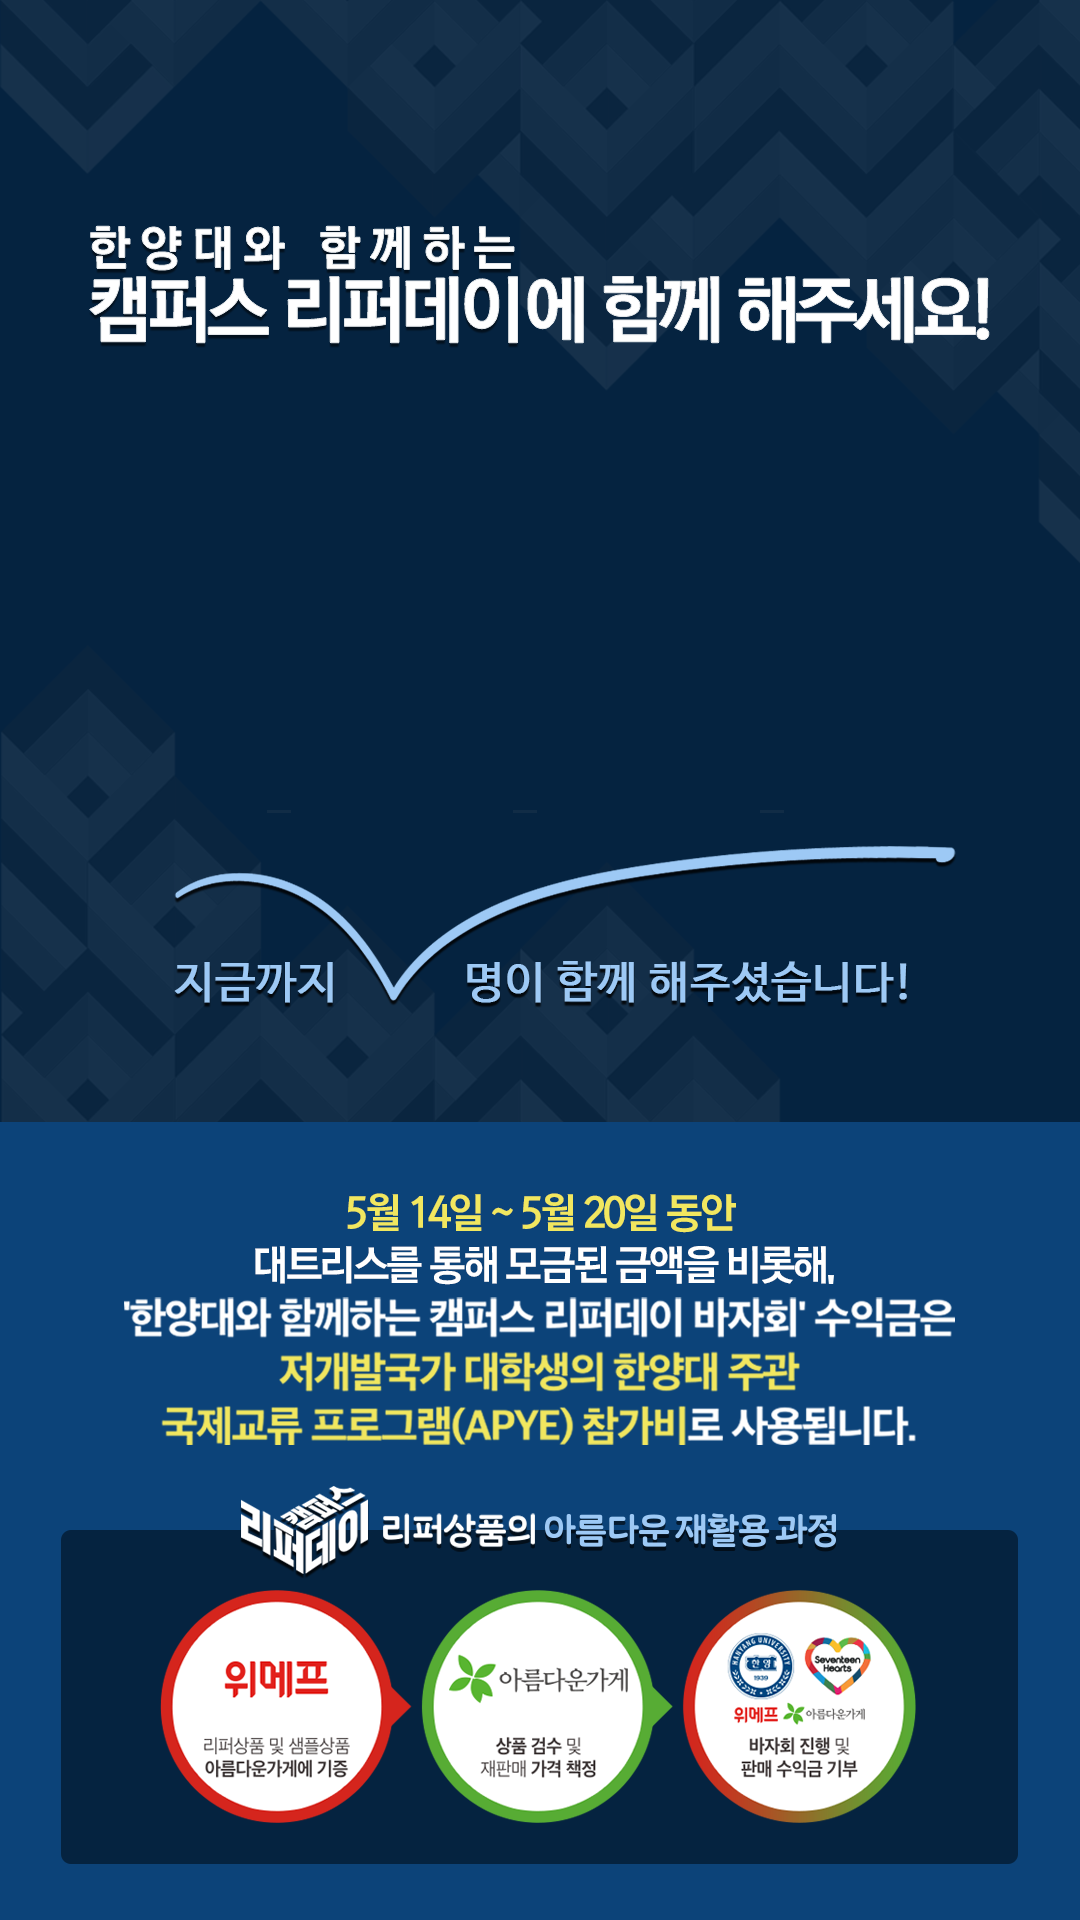 한양대와 함께하는
캠퍼스 리퍼데이에 함께 해주세요!
지금까지 명이 함께 해주셨습니다!
5월 14일 ~ 5월 20일 동안
대트리스를 통해 모금된 금액을 비롯해,
'한양대와 함께하는 캠퍼스 리퍼데이 바자회' 수익금은
저개발국가 대학생의 한양대 주관
국제교류 프로그램(APYE) 참가비로 사용됩니다.
캠퍼스
리퍼데이
리퍼상품의 아름다운 재활용 과정
위메프
리퍼상품 및 샘플상품
아름다운가게에 기증
아름다운가게
상품 검수 및
재판매 가격 책정
HANYANG UNIVERSITY
한양
1939
Seventeen
Hearts
위메프 아름다운가게
바자회 진행 및
판매 수익금 기부